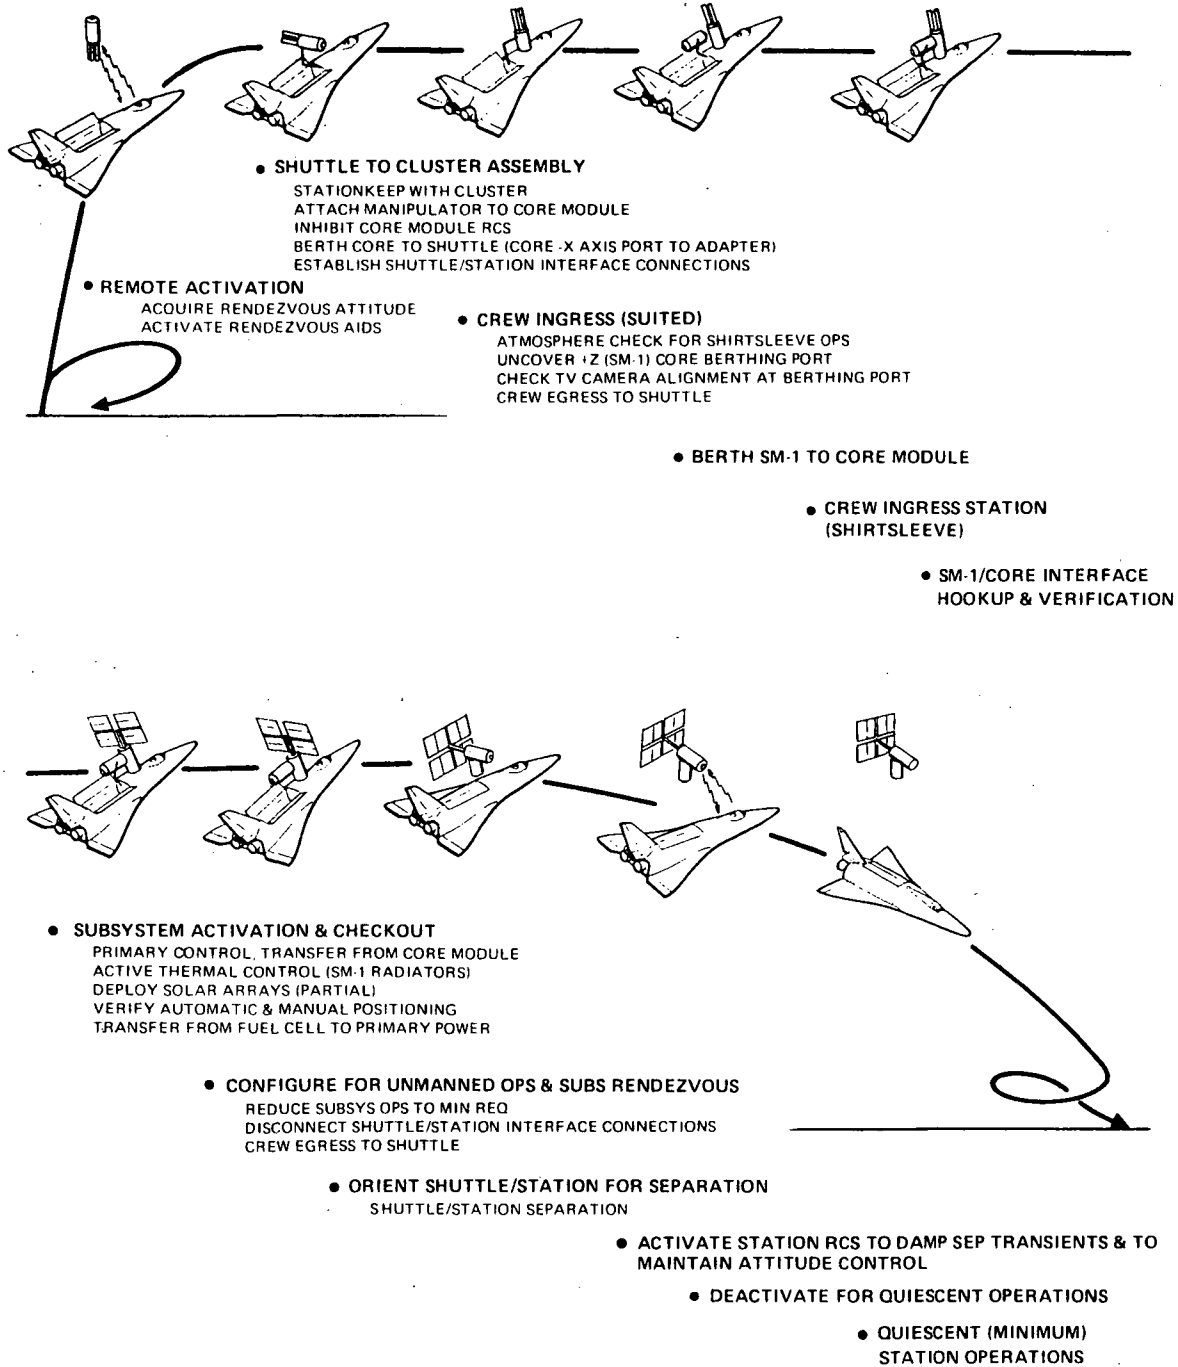 • SHUTTLE TO CLUSTER ASSEMBLY
STATIONKEEP WITH CLUSTER
ATTACH MANIPULATOR TO CORE MODULE
INHIBIT CORE MODULE RCS
BERTH CORE TO SHUTTLE (CORE -X AXIS PORT TO ADAPTER)
ESTABLISH SHUTTLE/STATION INTERFACE CONNECTIONS
• REMOTE ACTIVATION
ACQUIRE RENDEZVOUS ATTITUDE
ACTIVATE RENDEZVOUS AIDS
• CREW INGRESS (SUITED)
ATMOSPHERE CHECK FOR SHIRTSLEEVE OPS
UNCOVER +Z (SM-1) CORE BERTHING PORT
CHECK TV CAMERA ALIGNMENT AT BERTHING PORT
CREW EGRESS TO SHUTTLE
• BERTH SM-1 TO CORE MODULE
• CREW INGRESS STATION
(SHIRTSLEEVE)
• SM-1/CORE INTERFACE
HOOKUP & VERIFICATION
• SUBSYSTEM ACTIVATION & CHECKOUT
PRIMARY CONTROL, TRANSFER FROM CORE MODULE
ACTIVE THERMAL CONTROL (SM-1 RADIATORS)
DEPLOY SOLAR ARRAYS (PARTIAL)
VERIFY AUTOMATIC & MANUAL POSITIONING
TRANSFER FROM FUEL CELL TO PRIMARY POWER
• CONFIGURE FOR UNMANNED OPS & SUBS RENDEZVOUS
REDUCE SUBSYS OPS TO MIN REQ
DISCONNECT SHUTTLE/STATION INTERFACE CONNECTIONS
CREW EGRESS TO SHUTTLE
• ORIENT SHUTTLE/STATION FOR SEPARATION
SHUTTLE/STATION SEPARATION
• ACTIVATE STATION RCS TO DAMP SEP TRANSIENTS & TO
MAINTAIN ATTITUDE CONTROL
• DEACTIVATE FOR QUIESCENT OPERATIONS
• QUIESCENT (MINIMUM)
STATION OPERATIONS